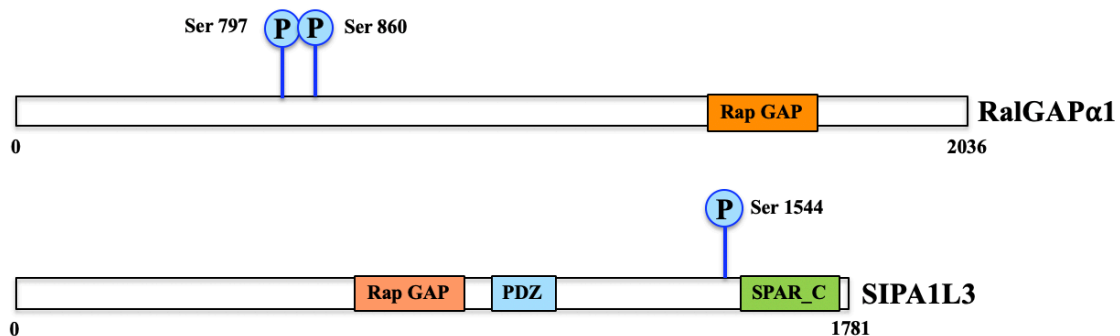 Ser 797 P P Ser 860
Rap GAP RalGAPα1
0 2036
P Ser 1544
Rap GAP PDZ SPAR_C SIPA1L3
0 1781